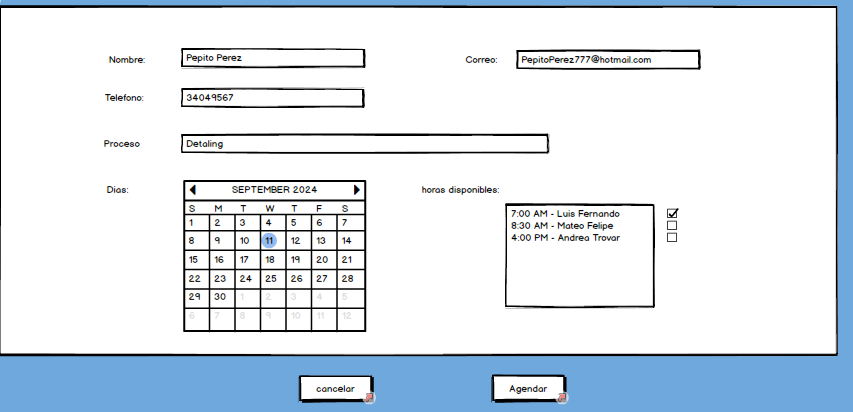 Nombre: Pepito Perez Correo: PepitoPerez777@hotmail.com
Telefono: 34049567
Proceso Detaling
Dias: SEPTEMBER 2024 horas disponibles:
S M T W T F S
1 2 3 4 5 6 7
8 9 10 11 12 13 14
15 16 17 18 19 20 21
22 23 24 25 26 27 28
29 30 1 2 3 4 5
6 7 8 9 10 11 12
7:00 AM - Luis Fernando
8:30 AM - Mateo Felipe
4:00 PM - Andrea Trovar
cancelar Agendar